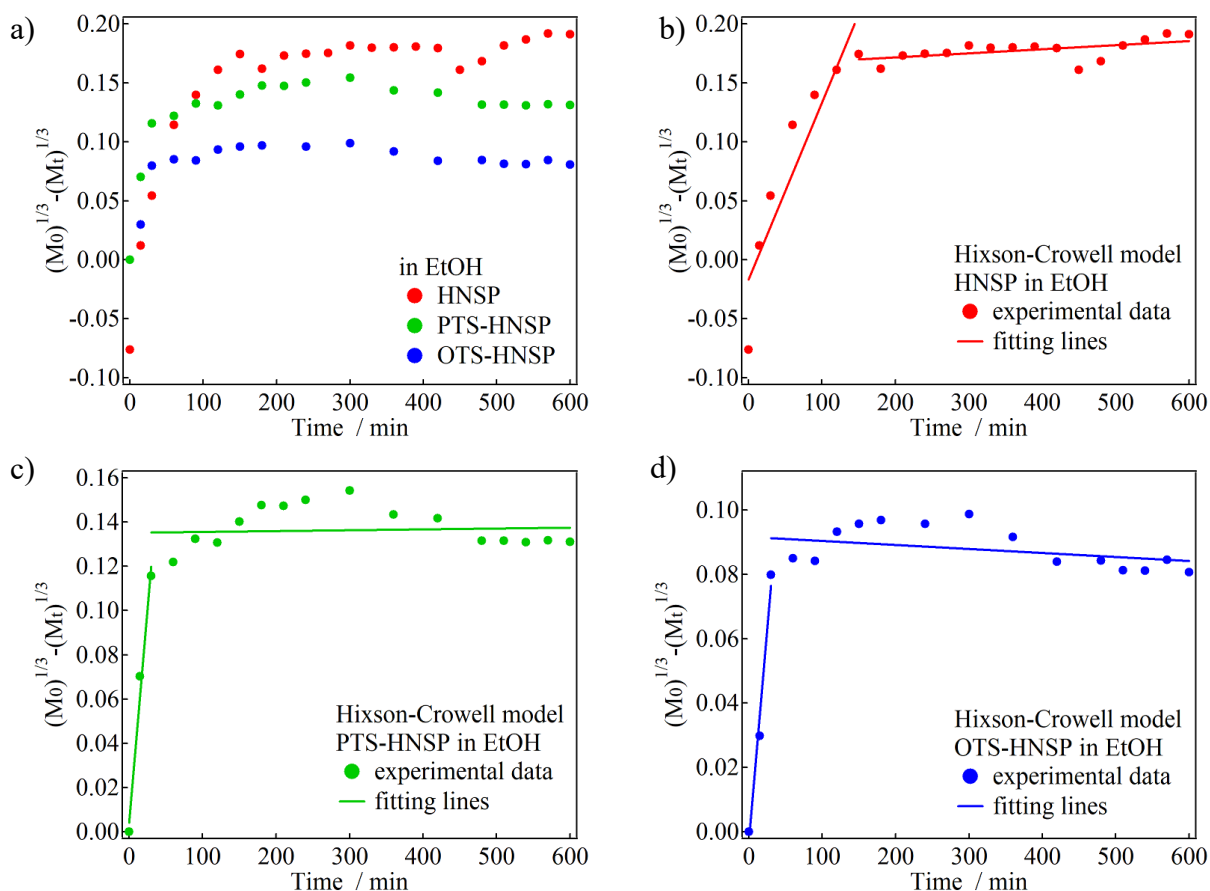 a)
0.20
0.15
0.10
0.05
0.00
-0.05
-0.10
(Mo)^1/3-(Mt)^1/3
in EtOH
HNSP
PTS-HNSP
OTS-HNSP
0 100 200 300 400 500 600
Time / min
b)
0.20
0.15
0.10
0.05
0.00
-0.05
-0.10
(Mo)^1/3-(Mt)^1/3
Hixson-Crowell model
HNSP in EtOH
experimental data
fitting lines
0 100 200 300 400 500 600
Time / min
c)
0.16
0.14
0.12
0.10
0.08
0.06
0.04
0.02
0.00
(Mo)^1/3-(Mt)^1/3
Hixson-Crowell model
PTS-HNSP in EtOH
experimental data
fitting lines
0 100 200 300 400 500 600
Time / min
d)
0.10
0.08
0.06
0.04
0.02
0.00
(Mo)^1/3-(Mt)^1/3
Hixson-Crowell model
OTS-HNSP in EtOH
experimental data
fitting lines
0 100 200 300 400 500 600
Time / min